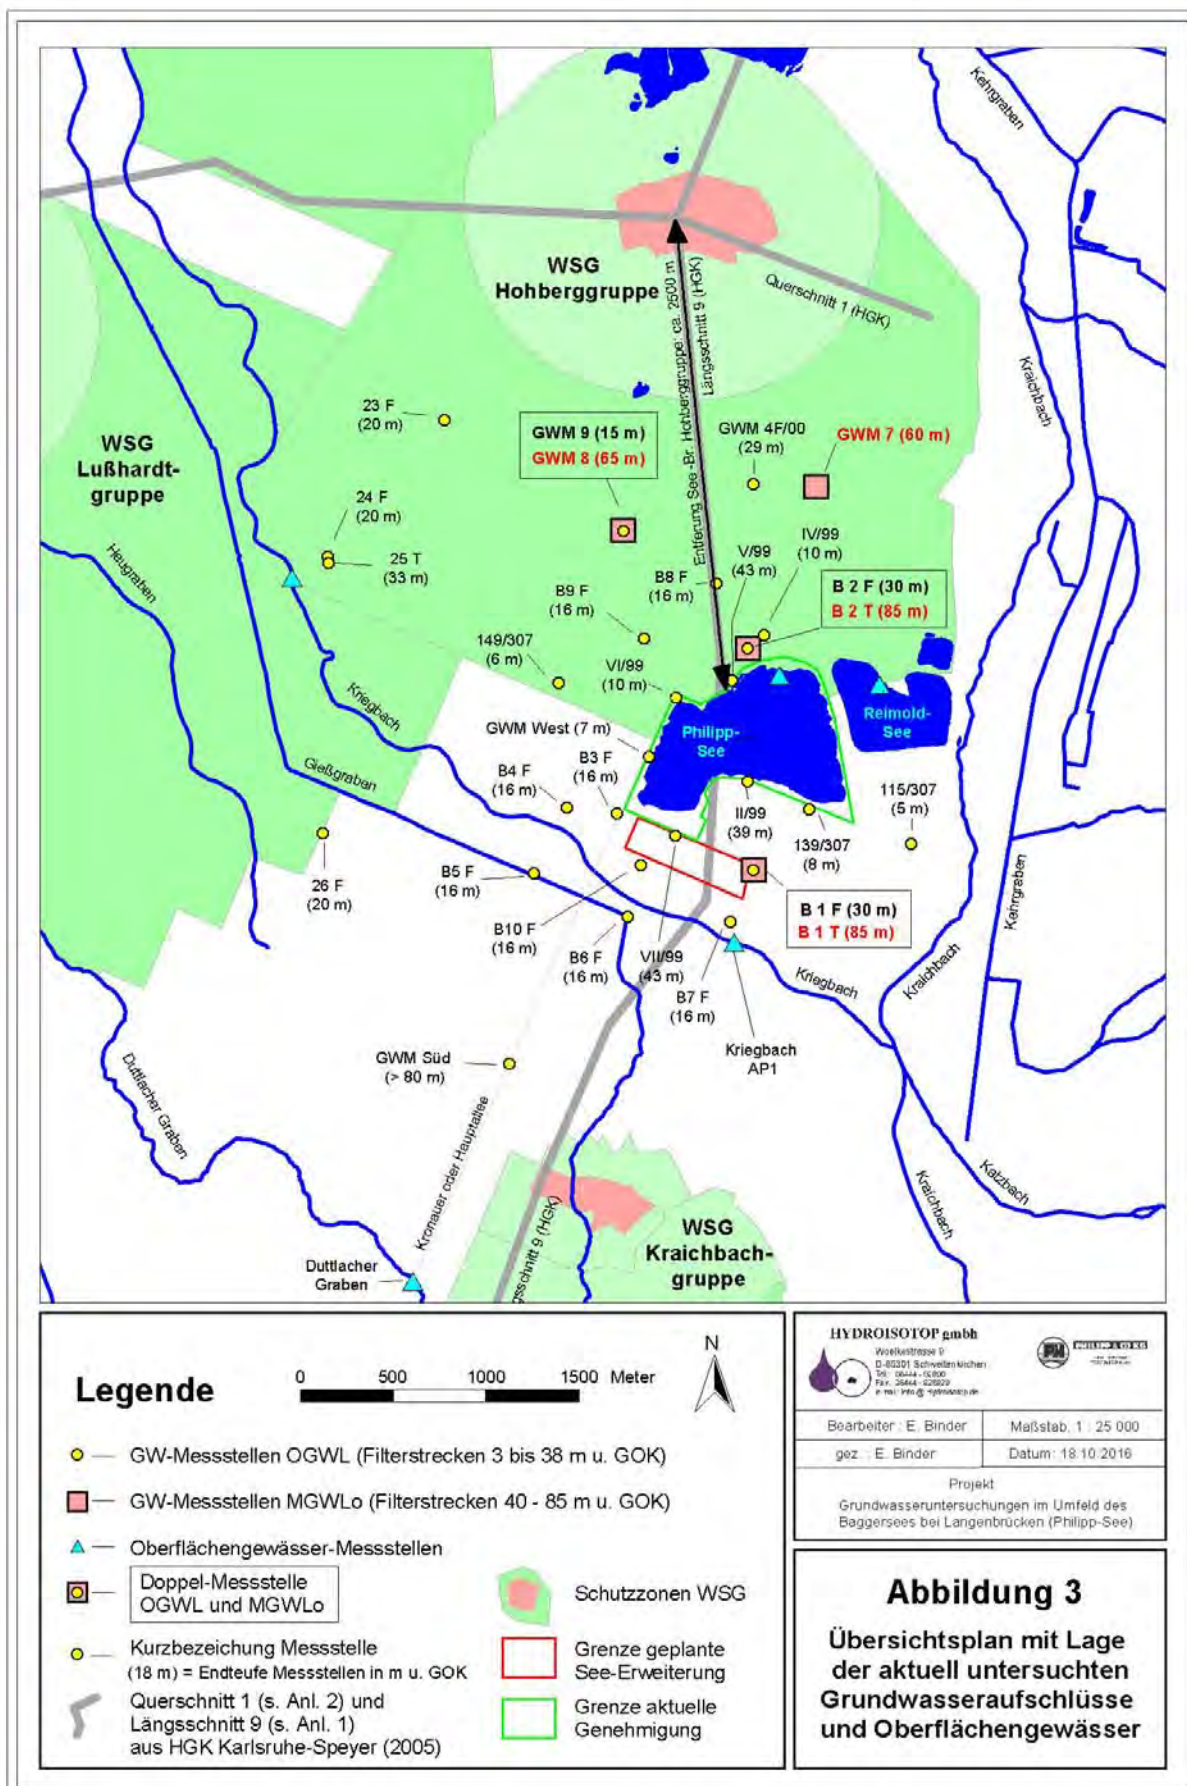 Kehrgraben
WSG
Hohberggruppe
Querschnitt 1 (HGK)
Entferung See -Br. Hohberggruppe: ca. 2500 m
Längsschnitt 9 (HGK)
Kraichbach
23 F
(20 m)
GWM 9 (15 m)
GWM 8 (65 m)
GWM 4F/00
(29 m)
GWM 7 (60 m)
WSG
Lußhardt-
gruppe
24 F
(20 m)
25 T
(33 m)
Heugraben
IV/99
(10 m)
V/99
(43 m)
B8 F
(16 m)
B9 F
(16 m)
B 2 F (30 m)
B 2 T (85 m)
149/307
(6 m)
VI/99
(10 m)
Kriegbach
Reimold-
See
Philipp-
See
GWM West (7 m)
Gießgraben
B3 F
(16 m)
B4 F
(16 m)
115/307
(5 m)
II/99
(39 m)
139/307
(8 m)
26 F
(20 m)
B5 F
(16 m)
B 1 F (30 m)
B 1 T (85 m)
B10 F
(16 m)
B6 F
(16 m)
VII/99
(43 m)
B7 F
(16 m)
Kriegbach
Kraichbach
Kehrgraben
Kriegbach
AP1
GWM Süd
(> 80 m)
Duttlacher Graben
Kronauer oder Hauptallee
Kraichbach
Katzbach
WSG
Kraichbach-
gruppe
gsschnitt 9 (HGK)
Duttlacher
Graben
Legende
0 500 1000 1500 Meter
N
GW-Messstellen OGWL (Filterstrecken 3 bis 38 m u. GOK)
GW-Messstellen MGWLo (Filterstrecken 40 - 85 m u. GOK)
Oberflächengewässer-Messstellen
Doppel-Messstelle
OGWL und MGWLo
Kurzbezeichung Messstelle
(18 m) = Endteufe Messstellen in m u. GOK
Querschnitt 1 (s. Anl. 2) und
Längsschnitt 9 (s. Anl. 1)
aus HGK Karlsruhe-Speyer (2005)
Schutzzonen WSG
Grenze geplante
See-Erweiterung
Grenze aktuelle
Genehmigung
HYDROISOTOP gmbh
Woelkestrasse 9
D-85301 Schweitenkirchen
PHILIPP & CO KG
Bearbeiter : E. Binder
Maßstab: 1 : 25 000
gez. : E. Binder
Datum: 18.10.2016
Projekt
Grundwasseruntersuchungen im Umfeld des
Baggersees bei Langenbrücken (Philipp-See)
Abbildung 3
Übersichtsplan mit Lage
der aktuell untersuchten
Grundwasseraufschlüsse
und Oberflächengewässer